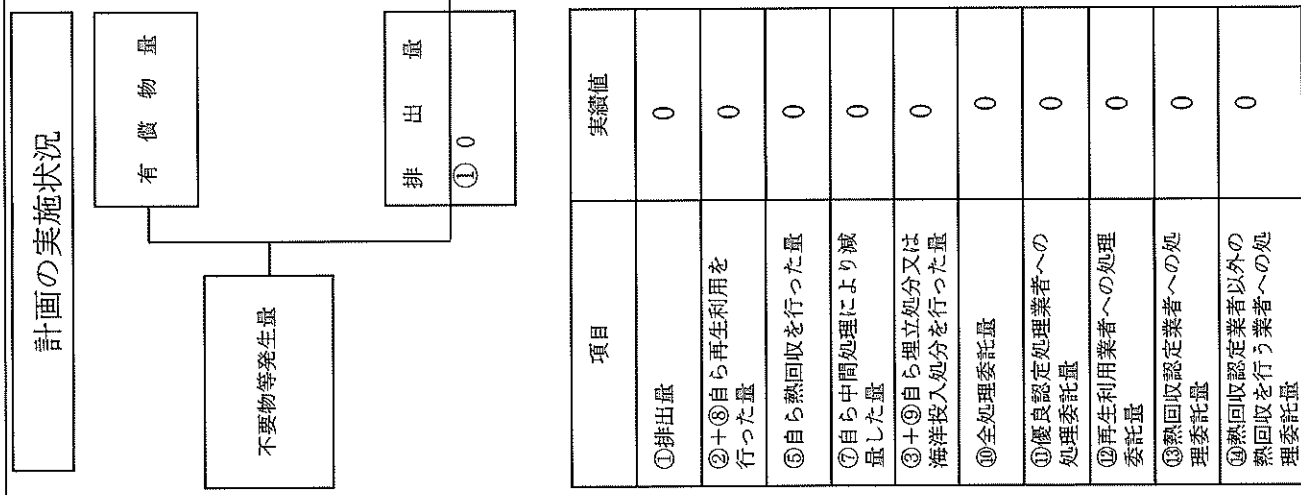 計画の実施状況
有償物量
不要物等発生量
排出量
① 0
項目
実績値
①排出量
0
②+⑧自ら再生利用を
行った量
0
⑤自ら熱回収を行った量
0
⑦自ら中間処理により減
量した量
0
③+⑨自ら埋立処分又は
海洋投入処分を行った量
0
⑩全処理委託量
0
⑪優良認定処理業者への
処理委託量
0
⑫再生利用業者への処理
委託量
0
⑬熱回収認定業者への処
理委託量
0
⑭熱回収認定業者以外の
熱回収を行う業者への処
理委託量
0